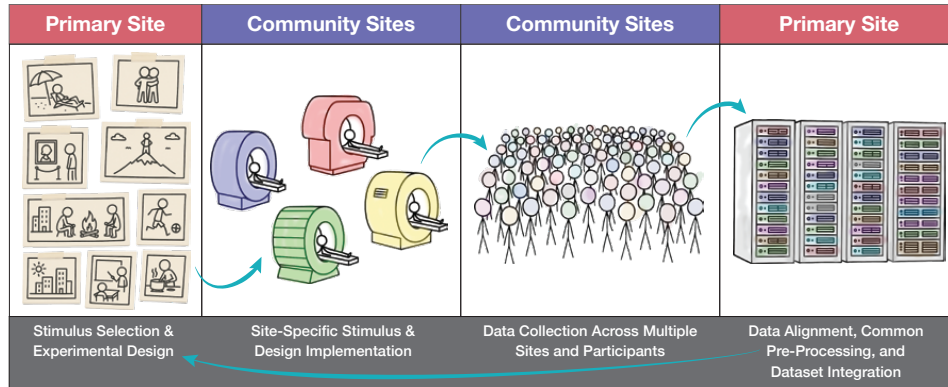 Primary Site
Community Sites
Community Sites
Primary Site
Stimulus Selection &
Experimental Design
Site-Specific Stimulus &
Design Implementation
Data Collection Across Multiple
Sites and Participants
Data Alignment, Common
Pre-Processing, and
Dataset Integration